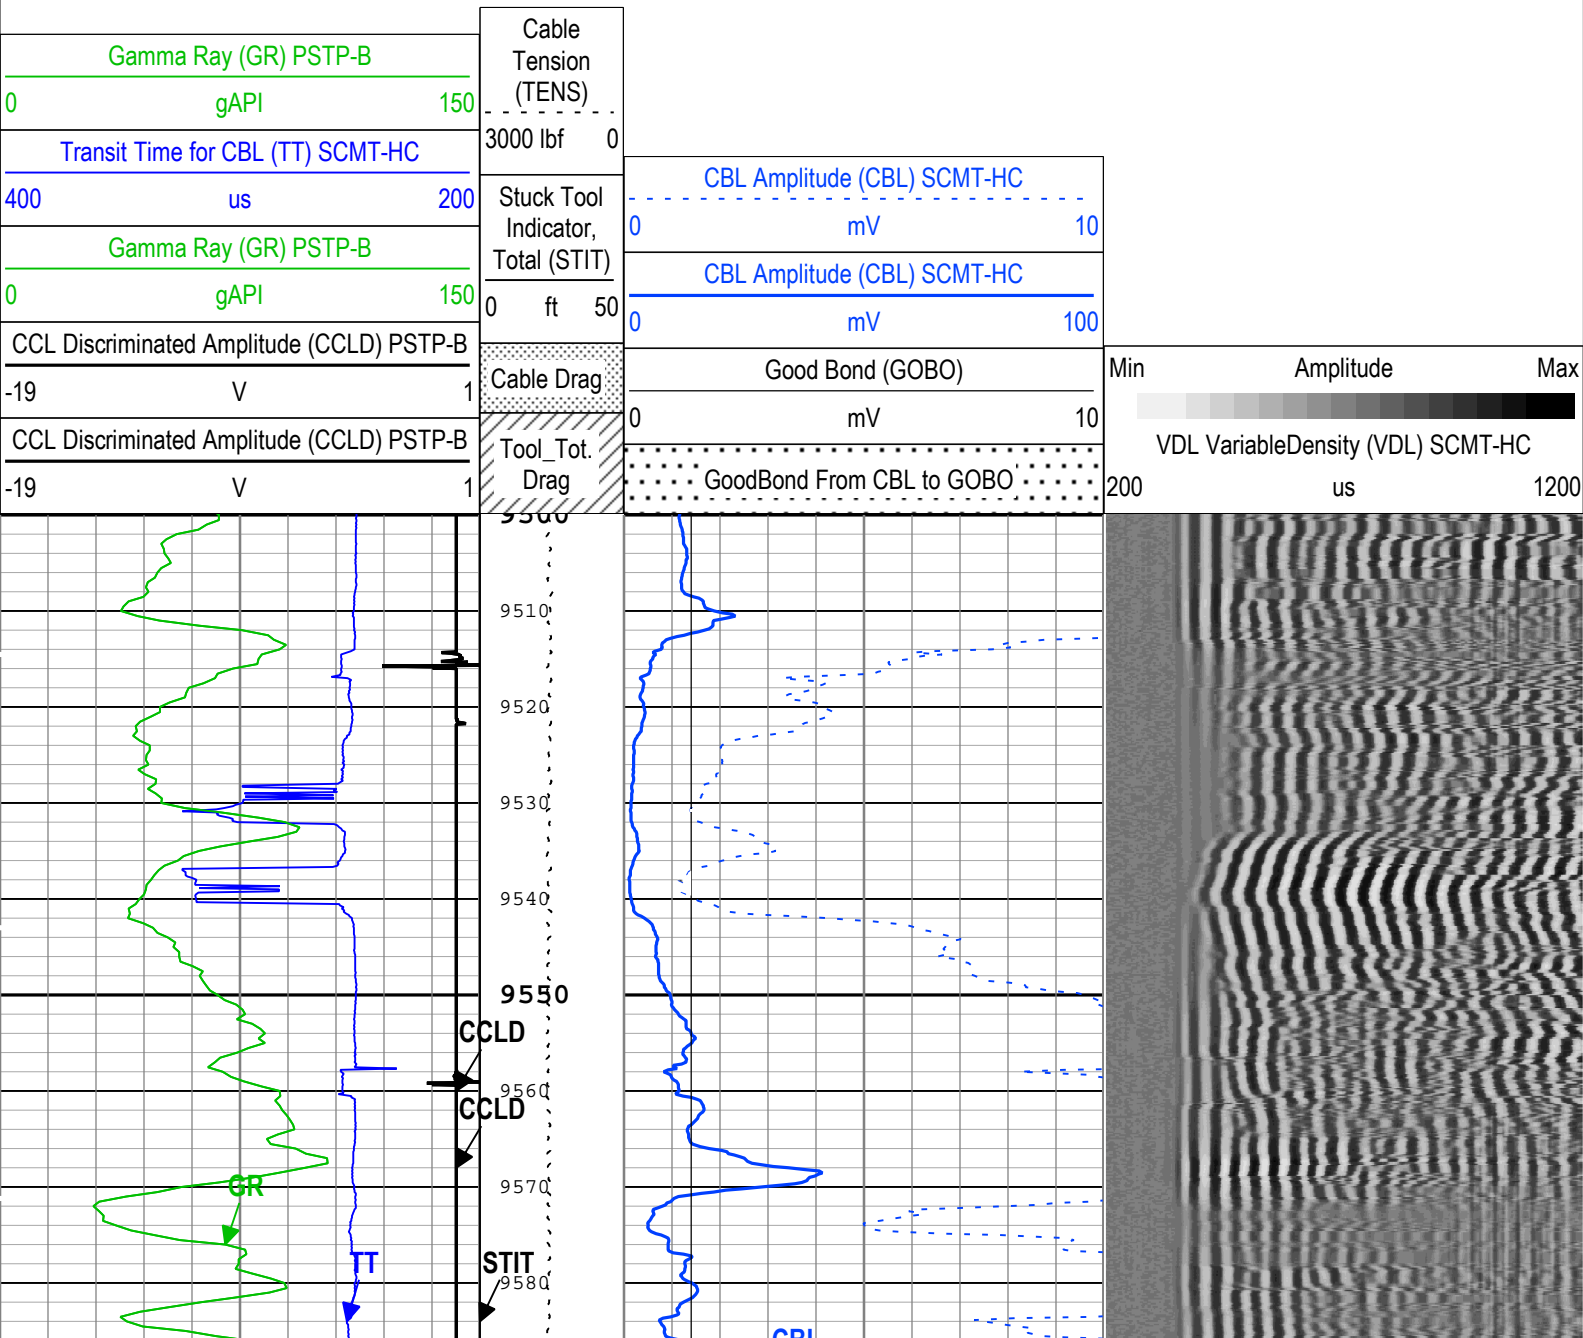 Gamma Ray (GR) PSTP-B
0 gAPI 150
Transit Time for CBL (TT) SCMT-HC
400 us 200
Gamma Ray (GR) PSTP-B
0 gAPI 150
CCL Discriminated Amplitude (CCLD) PSTP-B
-19 V 1
CCL Discriminated Amplitude (CCLD) PSTP-B
-19 V 1
Cable
Tension
(TENS)
3000 lbf 0
Stuck Tool
Indicator,
Total (STIT)
0 ft 50
Cable Drag
Tool_Tot.
Drag
CBL Amplitude (CBL) SCMT-HC
0 mV 10
CBL Amplitude (CBL) SCMT-HC
0 mV 100
Good Bond (GOBO)
0 mV 10
GoodBond From CBL to GOBO
Min Amplitude Max
VDL VariableDensity (VDL) SCMT-HC
200 us 1200
9500
9510
9520
9530
9540
9550
CCLD
9560
CCLD
9570
GR
TT
STIT
9580
CBL